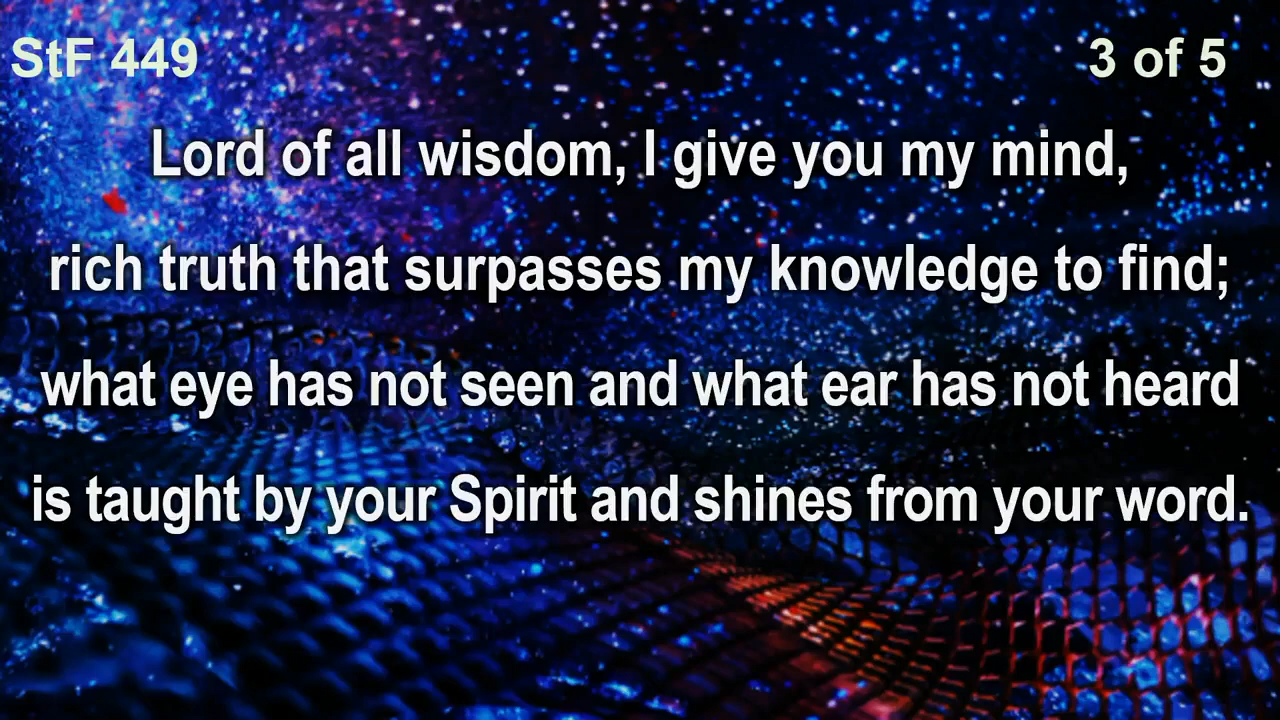 StF 449
3 of 5
Lord of all wisdom, I give you my mind,
rich truth that surpasses my knowledge to find;
what eye has not seen and what ear has not heard
is taught by your Spirit and shines from your word.